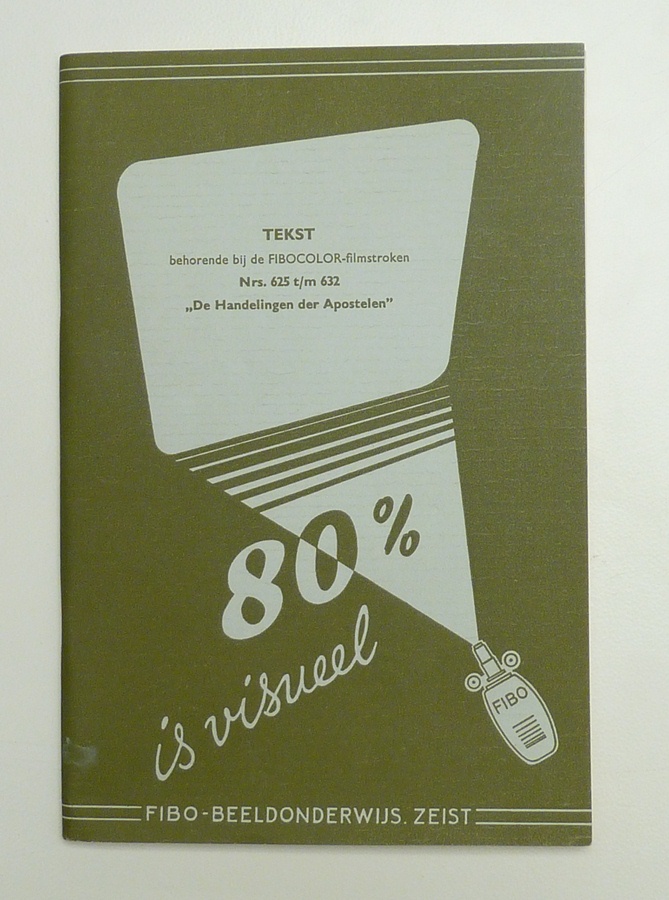 TEKST
behorende bij de FIBOCOLOR-filmstroken
Nrs. 625 t/m 632
„De Handelingen der Apostelen”
80%
is visueel
FIBO
FIBO-BEELDONDERWIJS. ZEIST